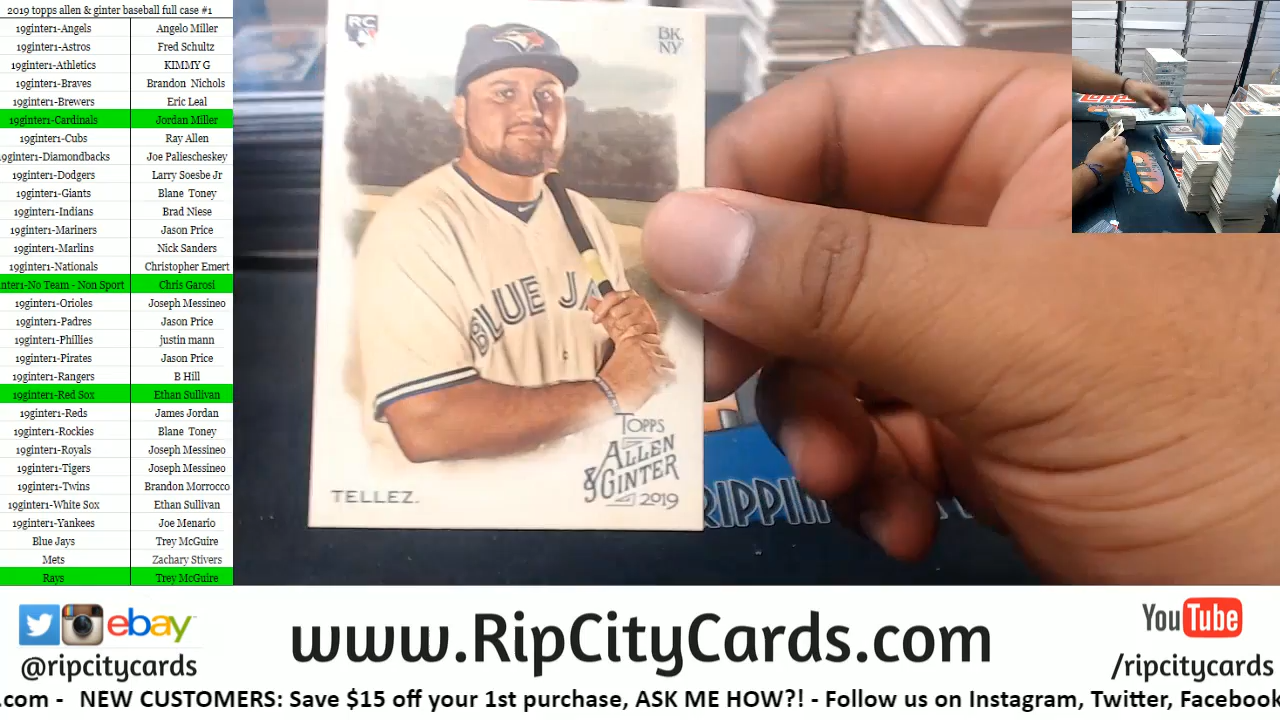 2019 topps allen & ginter baseball full case #1
19ginter1-Angels Angelo Miller
19ginter1-Astros Fred Schultz
19ginter1-Athletics KIMMY G
19ginter1-Braves Brandon Nichols
19ginter1-Brewers Eric Leal
19ginter1-Cardinals Jordan Miller
19ginter1-Cubs Ray Allen
9ginter1-Diamondbacks Joe Palieschesky
19ginter1-Dodgers Larry Soesbe Jr
19ginter1-Giants Blane Toney
19ginter1-Indians Brad Niese
19ginter1-Mariners Jason Price
19ginter1-Marlins Nick Sanders
19ginter1-Nationals Christopher Emert
nter1-No Team - Non Sport Chris Garosi
19ginter1-Orioles Joseph Messineo
19ginter1-Padres Jason Price
19ginter1-Phillies justin mann
19ginter1-Pirates Jason Price
19ginter1-Rangers B Hill
19ginter1-Red Sox Ethan Sullivan
19ginter1-Reds James Jordan
19ginter1-Rockies Blane Toney
19ginter1-Royals Joseph Messineo
19ginter1-Tigers Joseph Messineo
19ginter1-Twins Brandon Morrocco
19ginter1-White Sox Ethan Sullivan
19ginter1-Yankees Joe Menario
Blue Jays Trey McGuire
Mets Zachary Stivers
Rays Trey McGuire
RC
BK
NY
BLUE JA
TOPPS
ALLEN
& GINTER
2019
TELLEZ.
RIPPIN
TOPPS
ebay
@ripcitycards
www.RipCityCards.com
YouTube
/ripcitycards
.com - NEW CUSTOMERS: Save $15 off your 1st purchase, ASK ME HOW?! - Follow us on Instagram, Twitter, Facebook